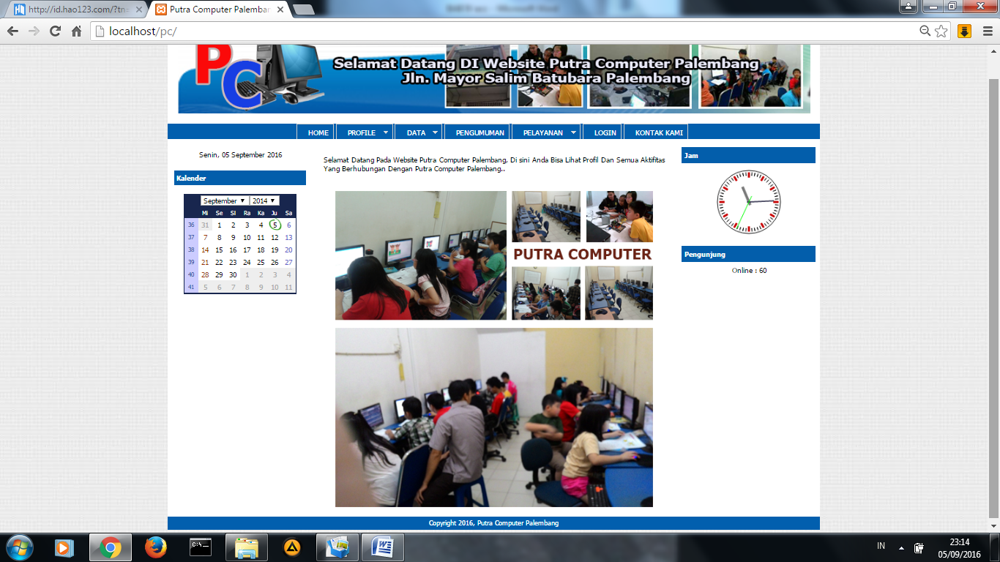 http://id.hao123.com/?tn=
Putra Computer Palemban
localhost/pc/
PC
Selamat Datang DI Website Putra Computer Palembang
Jln. Mayor Salim Batubara Palembang
HOME PROFILE DATA PENGUMUMAN PELAYANAN LOGIN KONTAK KAMI
Senin, 05 September 2016
Kalender
September 2014
Mi Se Sl Ra Ka Ju Sa
36 31 1 2 3 4 5 6
37 7 8 9 10 11 12 13
38 14 15 16 17 18 19 20
39 21 22 23 24 25 26 27
40 28 29 30 1 2 3 4
41 5 6 7 8 9 10 11
Selamat Datang Pada Website Putra Computer Palembang, Di sini Anda Bisa Lihat Profil Dan Semua Aktifitas
Yang Berhubungan Dengan Putra Computer Palembang..
PUTRA COMPUTER
Jam
Pengunjung
Online : 60
Copyright 2016, Putra Computer Palembang
IN
23:14
05/09/2016